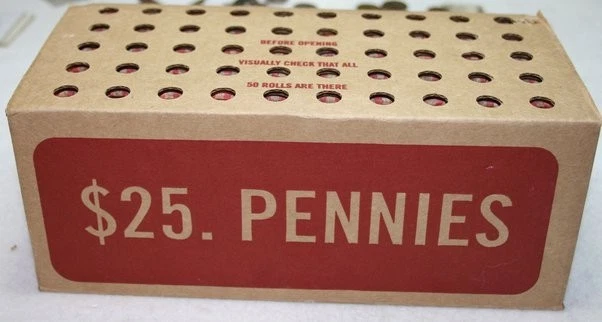 BEFORE OPENING
VISUALLY CHECK THAT ALL
50 ROLLS ARE THERE
$25. PENNIES